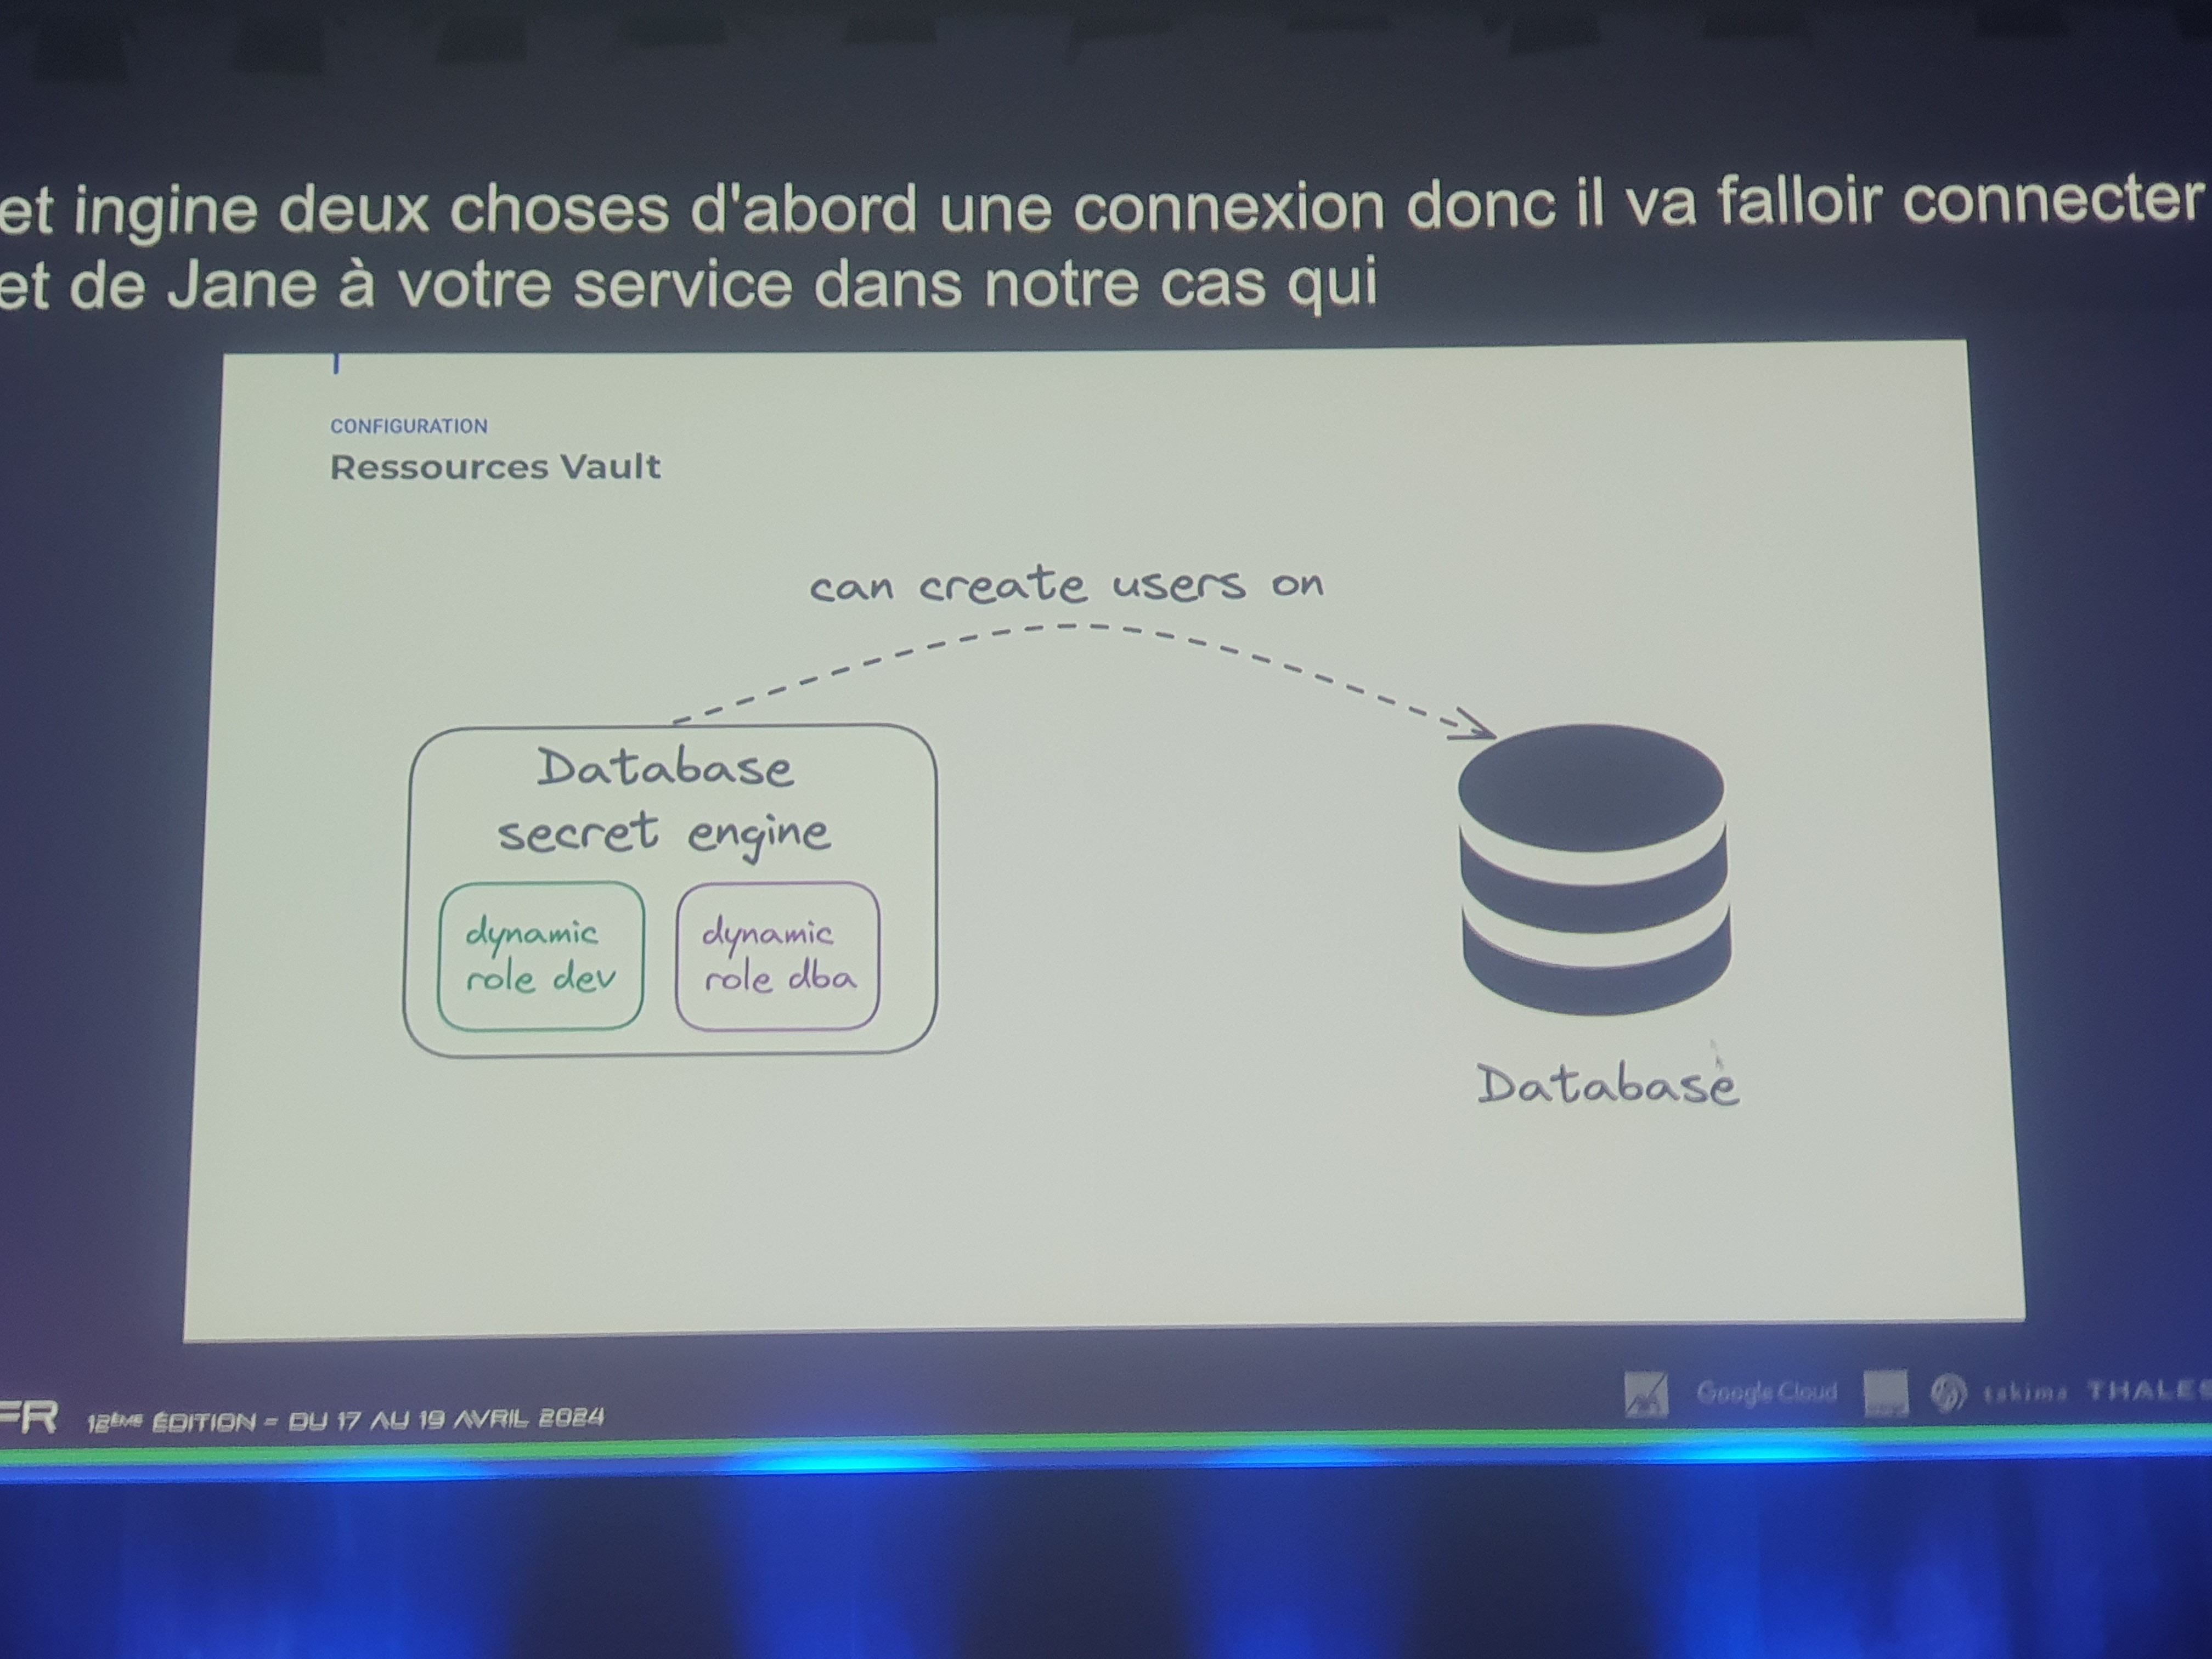 et ingine deux choses d'abord une connexion donc il va falloir connecter
et de Jane à votre service dans notre cas qui
CONFIGURATION
Ressources Vault
can create users on
Database
secret engine
dynamic
role dev
dynamic
role dba
Database
FR 12ÈME ÉDITION - DU 17 AU 19 AVRIL 2024
Google Cloud takima THALES